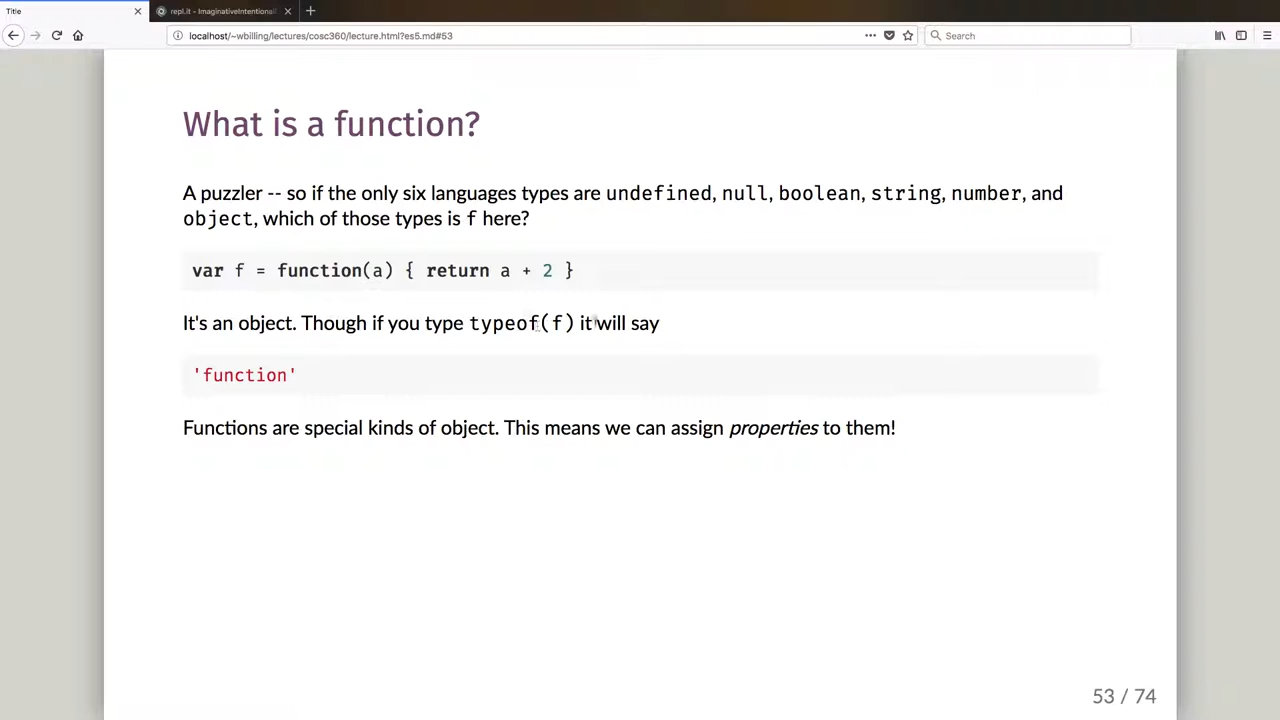 Title
repl.it - ImaginativeIntentional
localhost/~wbilling/lectures/cosc360/lecture.html?es5.md#53
Search
What is a function?
A puzzler -- so if the only six languages types are undefined, null, boolean, string, number, and
object, which of those types is f here?
var f = function(a) { return a + 2 }
It's an object. Though if you type typeof(f) it will say
'function'
Functions are special kinds of object. This means we can assign properties to them!
53 / 74